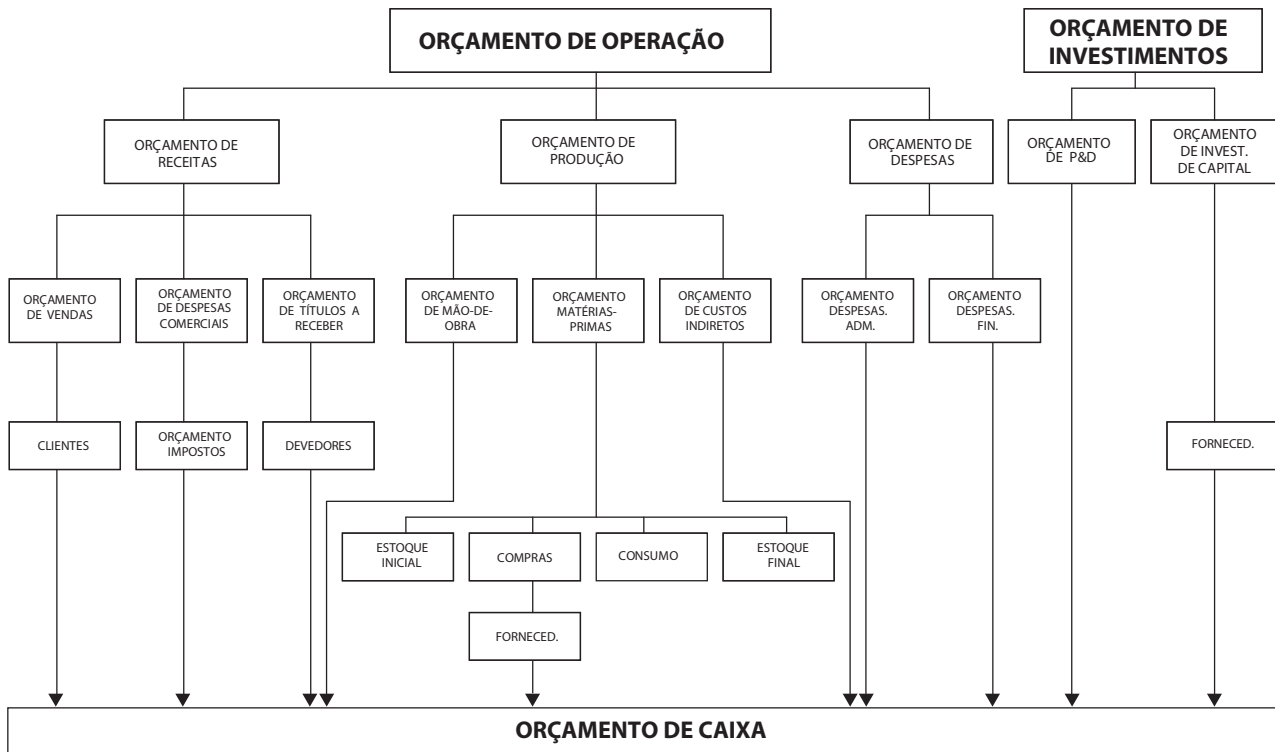 ORÇAMENTO DE OPERAÇÃO
ORÇAMENTO DE
INVESTIMENTOS
ORÇAMENTO DE
RECEITAS
ORÇAMENTO DE
PRODUÇÃO
ORÇAMENTO DE
DESPESAS
ORÇAMENTO
DE P&D
ORÇAMENTO
DE INVEST.
DE CAPITAL
ORÇAMENTO
DE VENDAS
ORÇAMENTO
DE DESPESAS
COMERCIAIS
ORÇAMENTO
DE TÍTULOS A
RECEBER
ORÇAMENTO
DE MÃO-DE-
OBRA
ORÇAMENTO
MATÉRIAS-
PRIMAS
ORÇAMENTO
DE CUSTOS
INDIRETOS
ORÇAMENTO
DESPESAS.
ADM.
ORÇAMENTO
DESPESAS.
FIN.
CLIENTES
ORÇAMENTO
IMPOSTOS
DEVEDORES
FORNECED.
ESTOQUE
INICIAL
COMPRAS
CONSUMO
ESTOQUE
FINAL
FORNECED.
ORÇAMENTO DE CAIXA